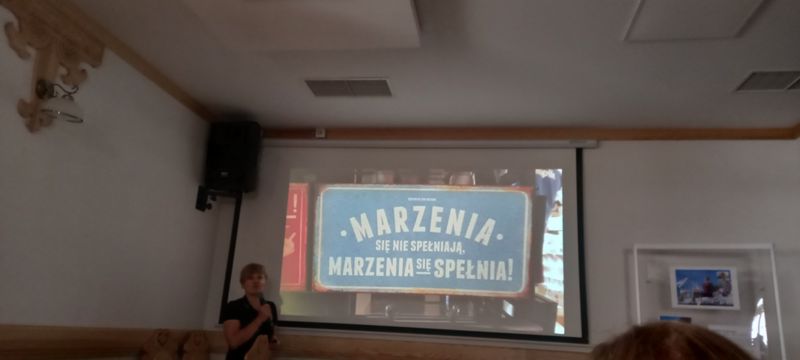 MARZENIA
SIĘ NIE SPEŁNIAJĄ,
MARZENIA SIĘ SPEŁNIA!